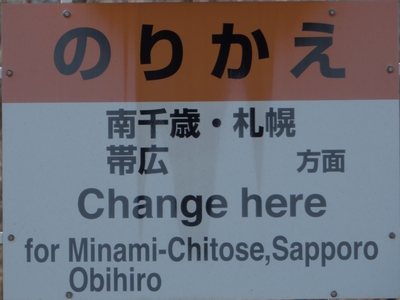 のりかえ
南千歳・札幌
帯広 方面
Change here
for Minami-Chitose,Sapporo
Obihiro